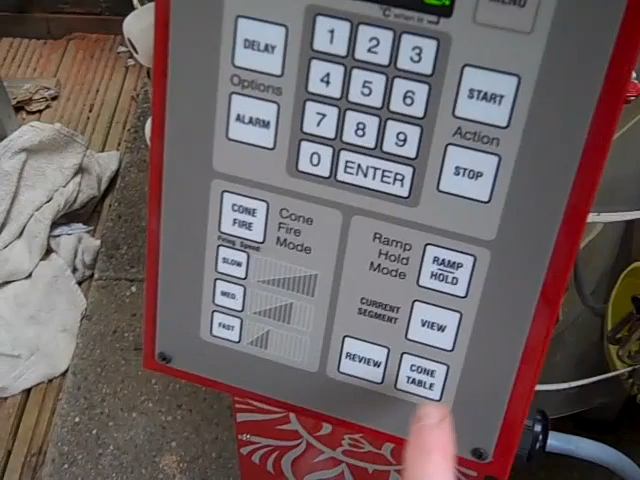 MENU
°C when lit
DELAY
1 2 3
Options
4 5 6
START
ALARM
7 8 9
Action
0 ENTER
STOP
CONE
FIRE
Cone
Fire
Mode
Firing Speed
SLOW
MED.
FAST
Ramp
Hold
Mode
RAMP
HOLD
CURRENT
SEGMENT
VIEW
REVIEW
CONE
TABLE